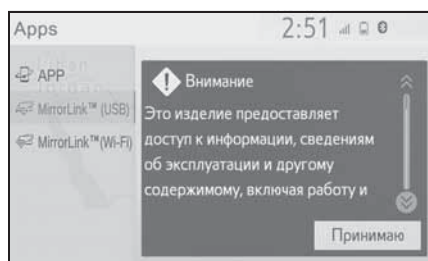 Apps
2:51
APP
MirrorLink™ (USB)
MirrorLink™(Wi-Fi)
Внимание
Это изделие предоставляет
доступ к информации, сведениям
об эксплуатации и другому
содержимому, включая работу и
Принимаю